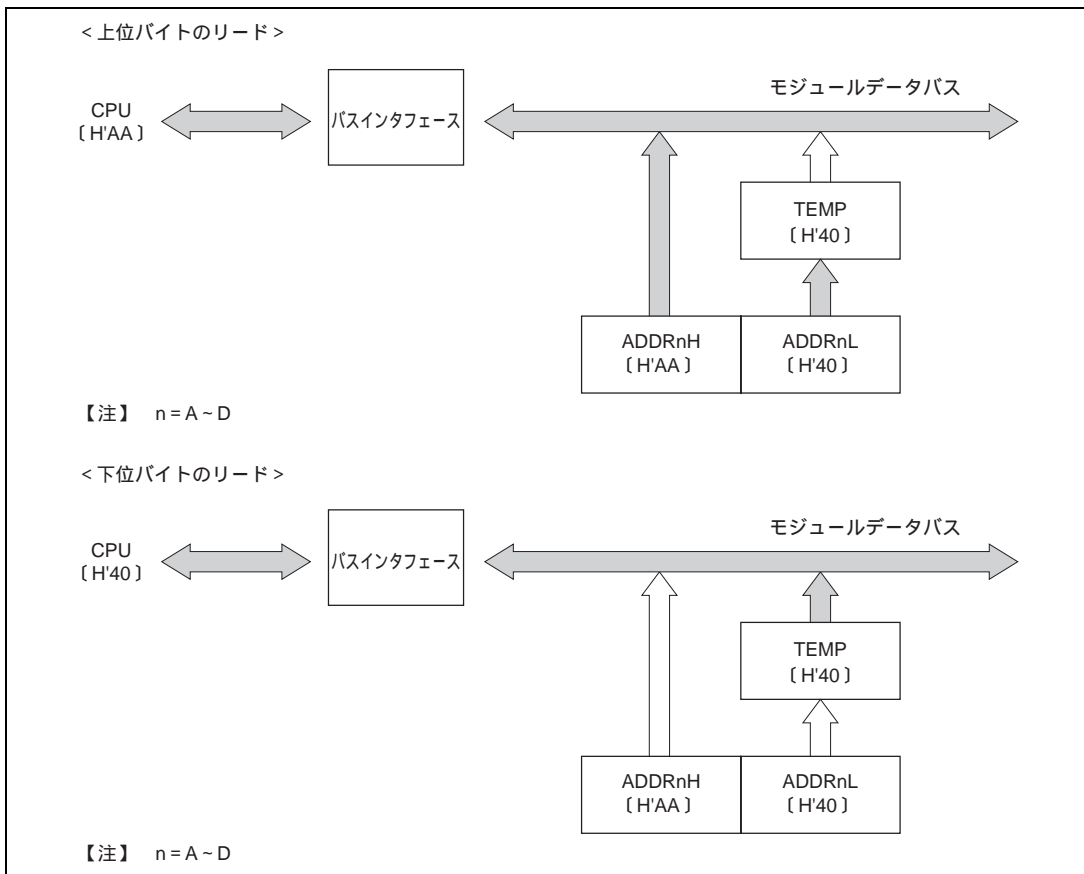 <上位バイトのリード>
モジュールデータバス
CPU
〔H'AA〕
バスインタフェース
TEMP
〔H'40〕
ADDRnH
〔H'AA〕
ADDRnL
〔H'40〕
【注】 n = A ~ D
<下位バイトのリード>
モジュールデータバス
CPU
〔H'40〕
バスインタフェース
TEMP
〔H'40〕
ADDRnH
〔H'AA〕
ADDRnL
〔H'40〕
【注】 n = A ~ D